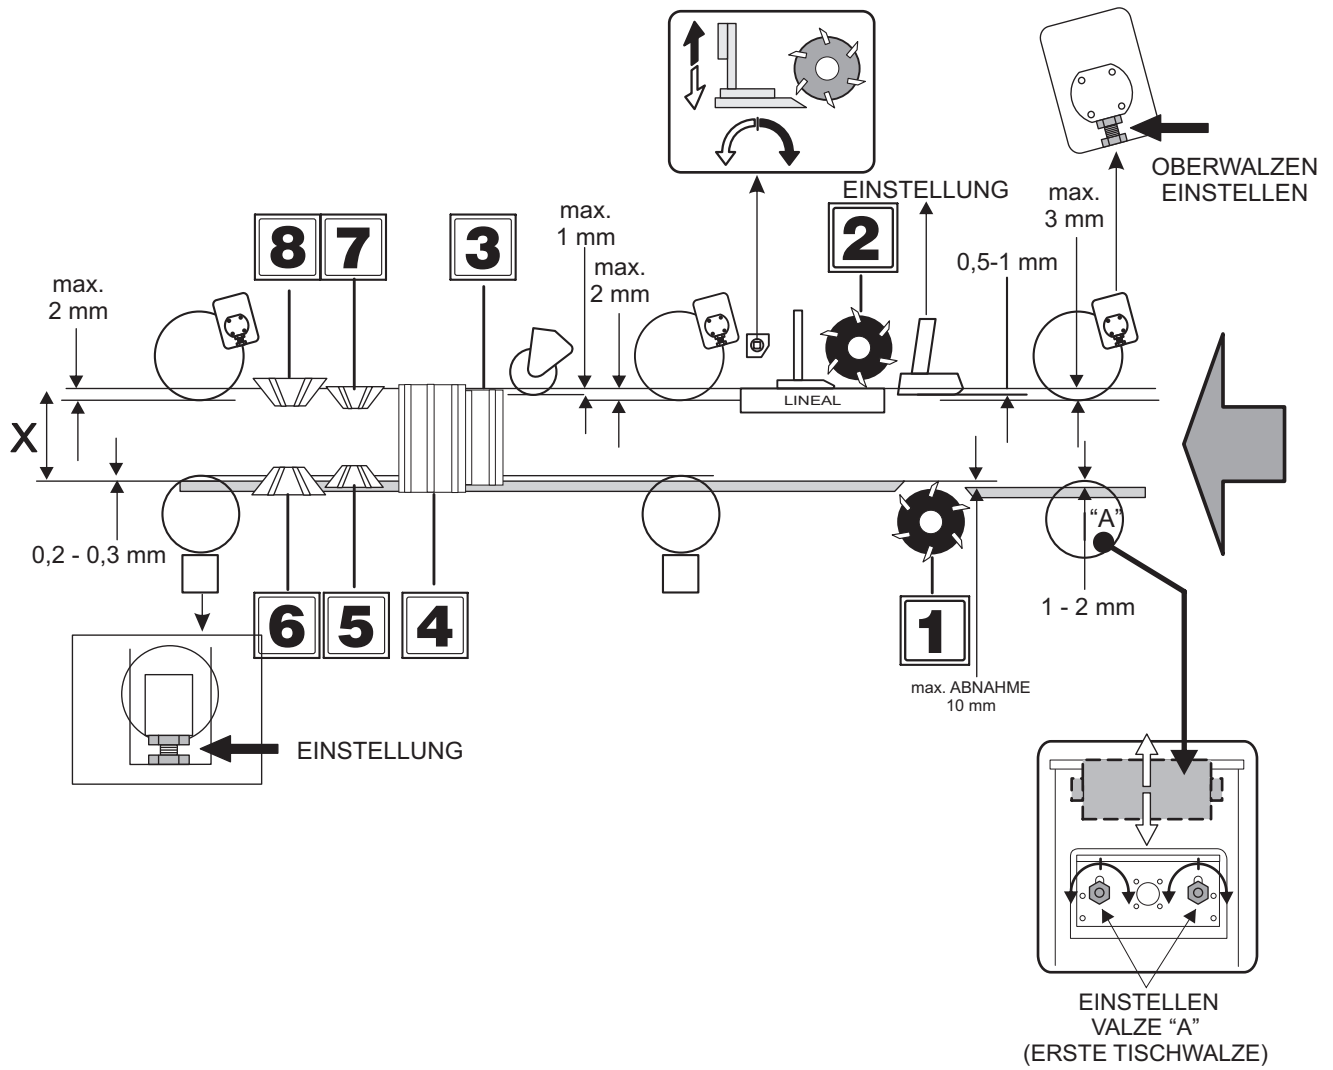 OBERWALZEN
EINSTELLEN
EINSTELLUNG
max.
3 mm
max.
1 mm
2
0,5-1 mm
8
7
3
max.
2 mm
max.
2 mm
LINEAL
X
"A"
0,2 - 0,3 mm
6
5
4
1
1 - 2 mm
max. ABNAHME
10 mm
EINSTELLUNG
EINSTELLEN
VALZE “A”
(ERSTE TISCHWALZE)